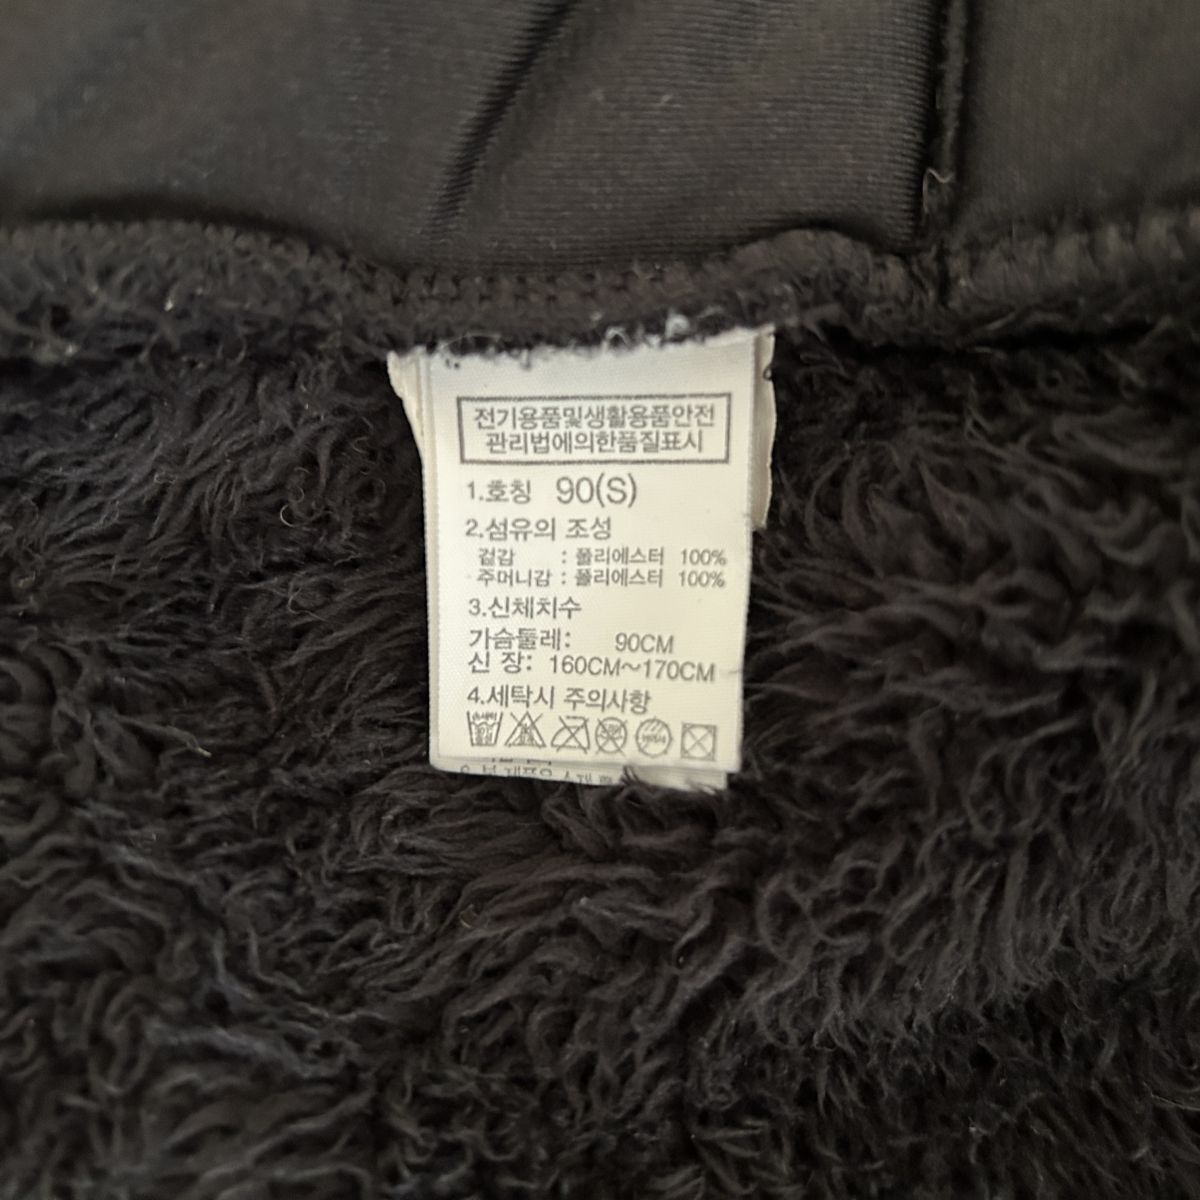 전기용품및생활용품안전
관리법에의한품질표시
1.호칭 90(S)
2.섬유의 조성
겉감 : 폴리에스터 100%
주머니감 : 폴리에스터 100%
3.신체치수
가슴둘레: 90CM
신 장: 160CM~170CM
4.세탁시 주의사항